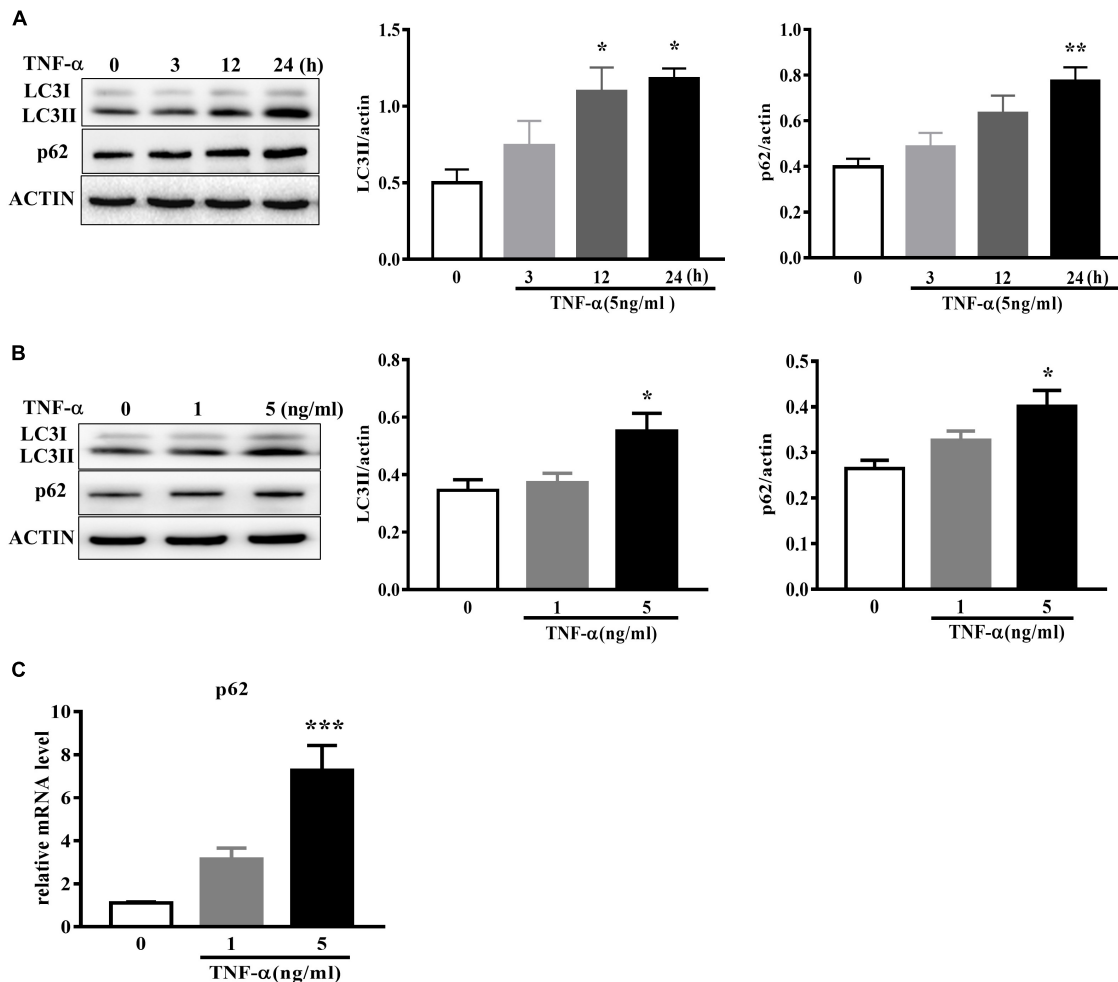 A
TNF-α 0 3 12 24 (h)
LC3I
LC3II
p62
ACTIN
LC3II/actin
1.5
1.0
0.5
0.0
* *
0 3 12 24 (h)
TNF-α(5ng/ml )
p62/actin
1.0
0.8
0.6
0.4
0.2
0.0
**
0 3 12 24 (h)
TNF-α(5ng/ml)
B
TNF-α 0 1 5 (ng/ml)
LC3I
LC3II
p62
ACTIN
LC3II/actin
0.8
0.6
0.4
0.2
0.0
*
0 1 5
TNF-α(ng/ml)
p62/actin
0.5
0.4
0.3
0.2
0.1
0.0
*
0 1 5
TNF-α(ng/ml)
C
p62
relative mRNA level
10
8
6
4
2
0
***
0 1 5
TNF-α(ng/ml)